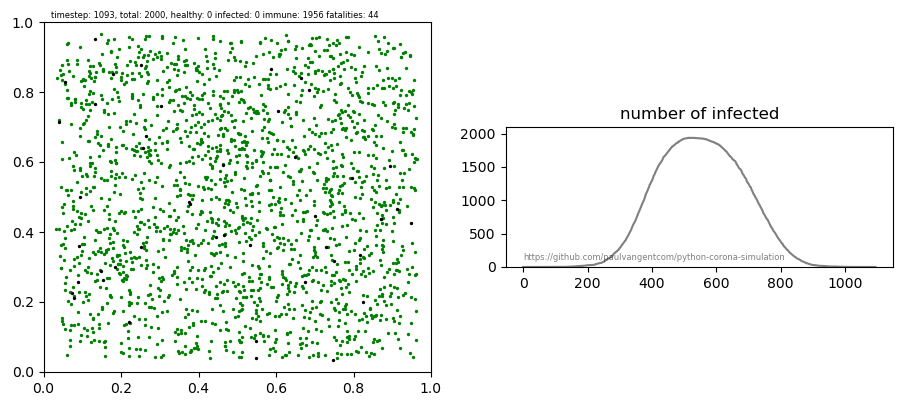 timestep: 1093, total: 2000, healthy: 0 infected: 0 immune: 1956 fatalities: 44
1.0
0.8
0.6
0.4
0.2
0.0
0.0 0.2 0.4 0.6 0.8 1.0
number of infected
2000
1500
1000
500
0
https://github.com/paulvangentcom/python-corona-simulation
0 200 400 600 800 1000